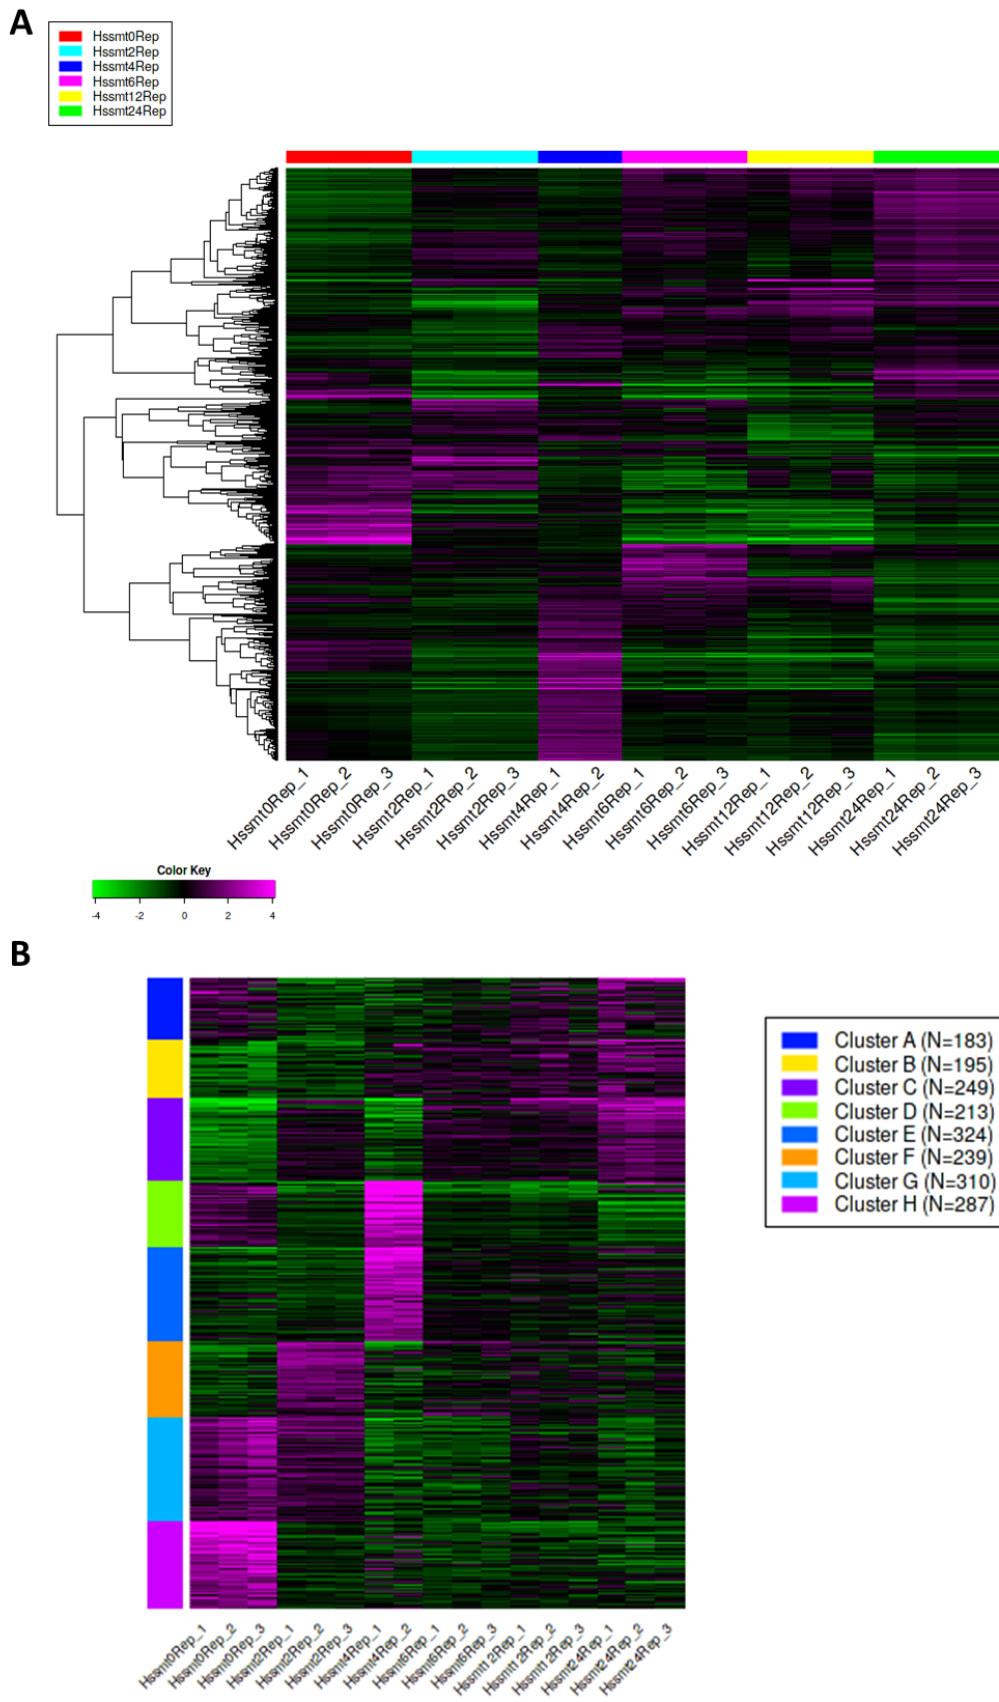 A
Hssmt0Rep
Hssmt2Rep
Hssmt4Rep
Hssmt6Rep
Hssmt12Rep
Hssmt24Rep
Hssmt0Rep_1
Hssmt0Rep_2
Hssmt0Rep_3
Hssmt2Rep_1
Hssmt2Rep_2
Hssmt2Rep_3
Hssmt4Rep_1
Hssmt4Rep_2
Hssmt6Rep_1
Hssmt6Rep_2
Hssmt6Rep_3
Hssmt12Rep_1
Hssmt12Rep_2
Hssmt12Rep_3
Hssmt24Rep_1
Hssmt24Rep_2
Hssmt24Rep_3
Color Key
-4 -2 0 2 4
B
Cluster A (N=183)
Cluster B (N=195)
Cluster C (N=249)
Cluster D (N=213)
Cluster E (N=324)
Cluster F (N=239)
Cluster G (N=310)
Cluster H (N=287)
Hssmt0Rep_1
Hssmt0Rep_2
Hssmt0Rep_3
Hssmt2Rep_1
Hssmt2Rep_2
Hssmt2Rep_3
Hssmt4Rep_1
Hssmt4Rep_2
Hssmt6Rep_1
Hssmt6Rep_2
Hssmt6Rep_3
Hssmt12Rep_1
Hssmt12Rep_2
Hssmt12Rep_3
Hssmt24Rep_1
Hssmt24Rep_2
Hssmt24Rep_3